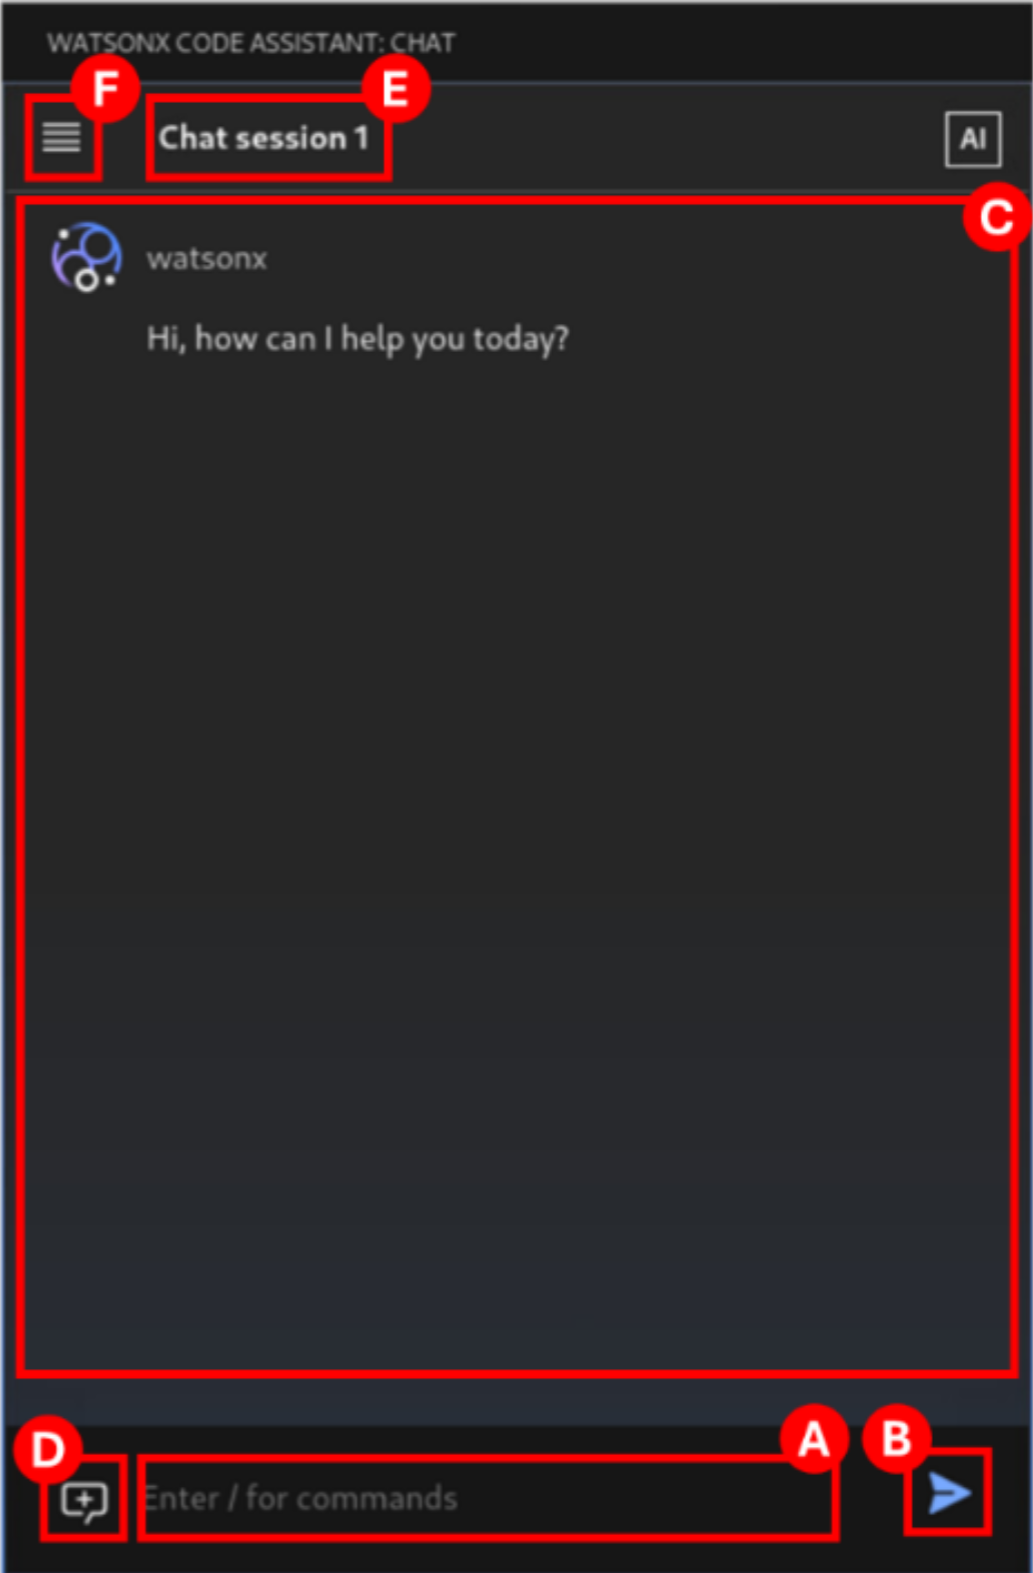 WATSONX CODE ASSISTANT: CHAT
F
E
Chat session 1
AI
C
watsonx
Hi, how can I help you today?
D
A
B
Enter / for commands